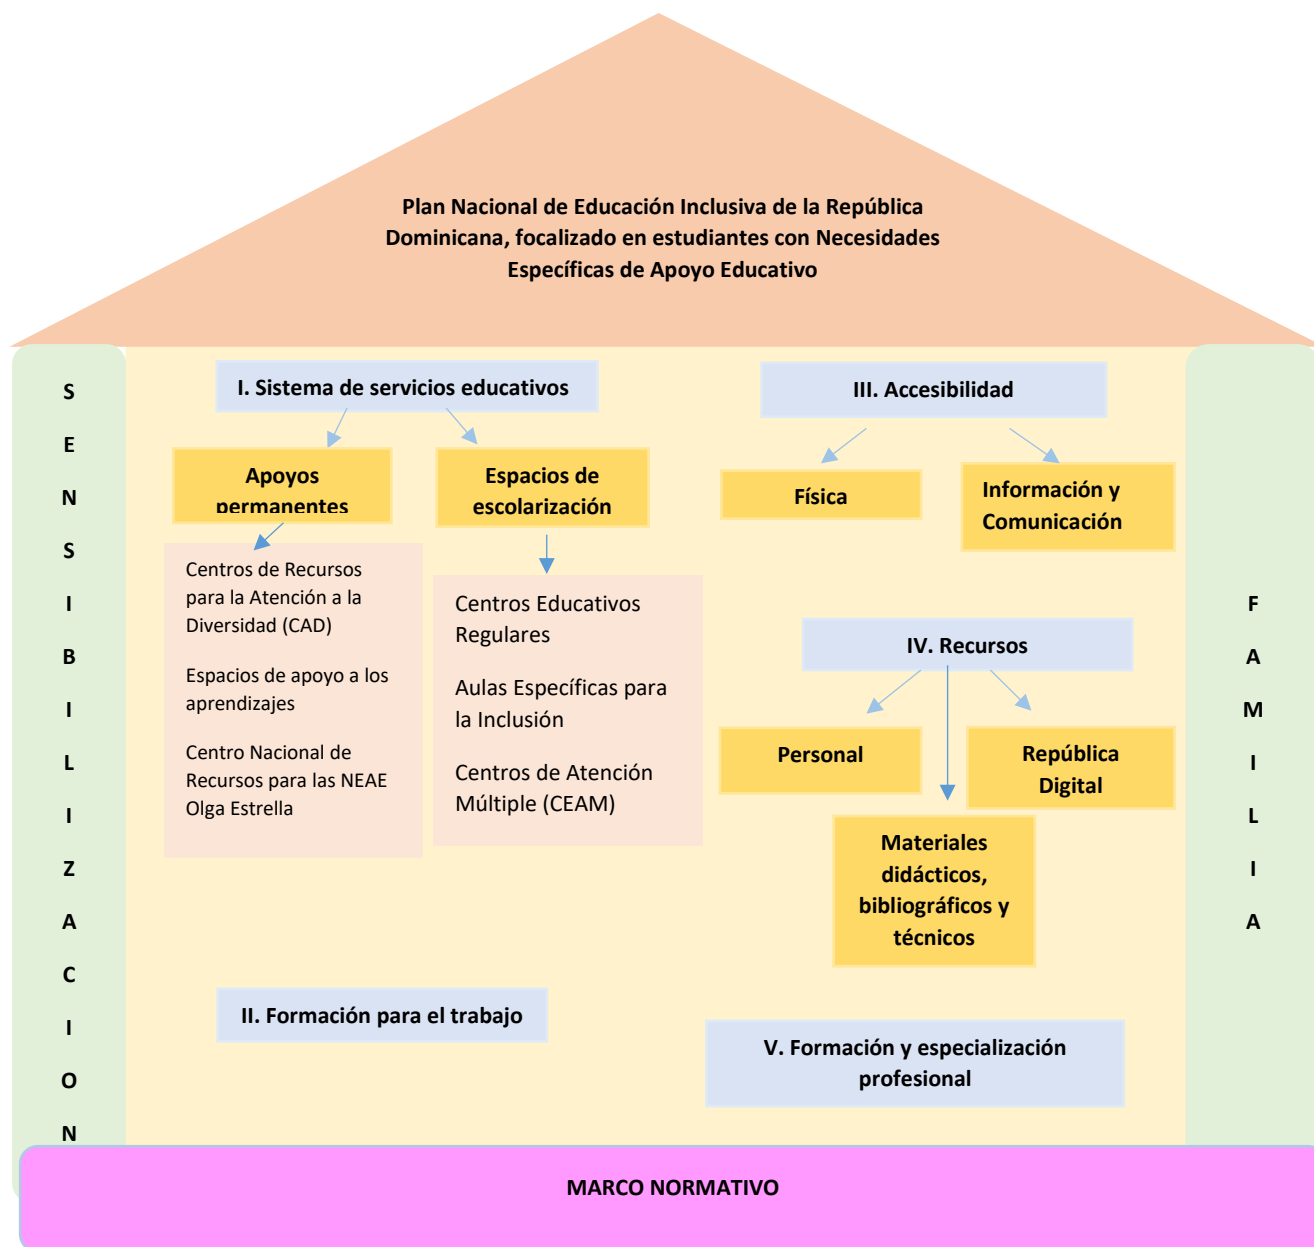 Plan Nacional de Educación Inclusiva de la República
Dominicana, focalizado en estudiantes con Necesidades
Específicas de Apoyo Educativo
S
E
N
S
I
B
I
L
I
Z
A
C
I
O
N
I. Sistema de servicios educativos
Apoyos
permanentes
Espacios de
escolarización
Centros de Recursos
para la Atención a la
Diversidad (CAD)
Espacios de apoyo a los
aprendizajes
Centro Nacional de
Recursos para las NEAE
Olga Estrella
Centros Educativos
Regulares
Aulas Específicas para
la Inclusión
Centros de Atención
Múltiple (CEAM)
II. Formación para el trabajo
III. Accesibilidad
Física
Información y
Comunicación
IV. Recursos
Personal
República
Digital
Materiales
didácticos,
bibliográficos y
técnicos
V. Formación y especialización
profesional
F
A
M
I
L
I
A
MARCO NORMATIVO